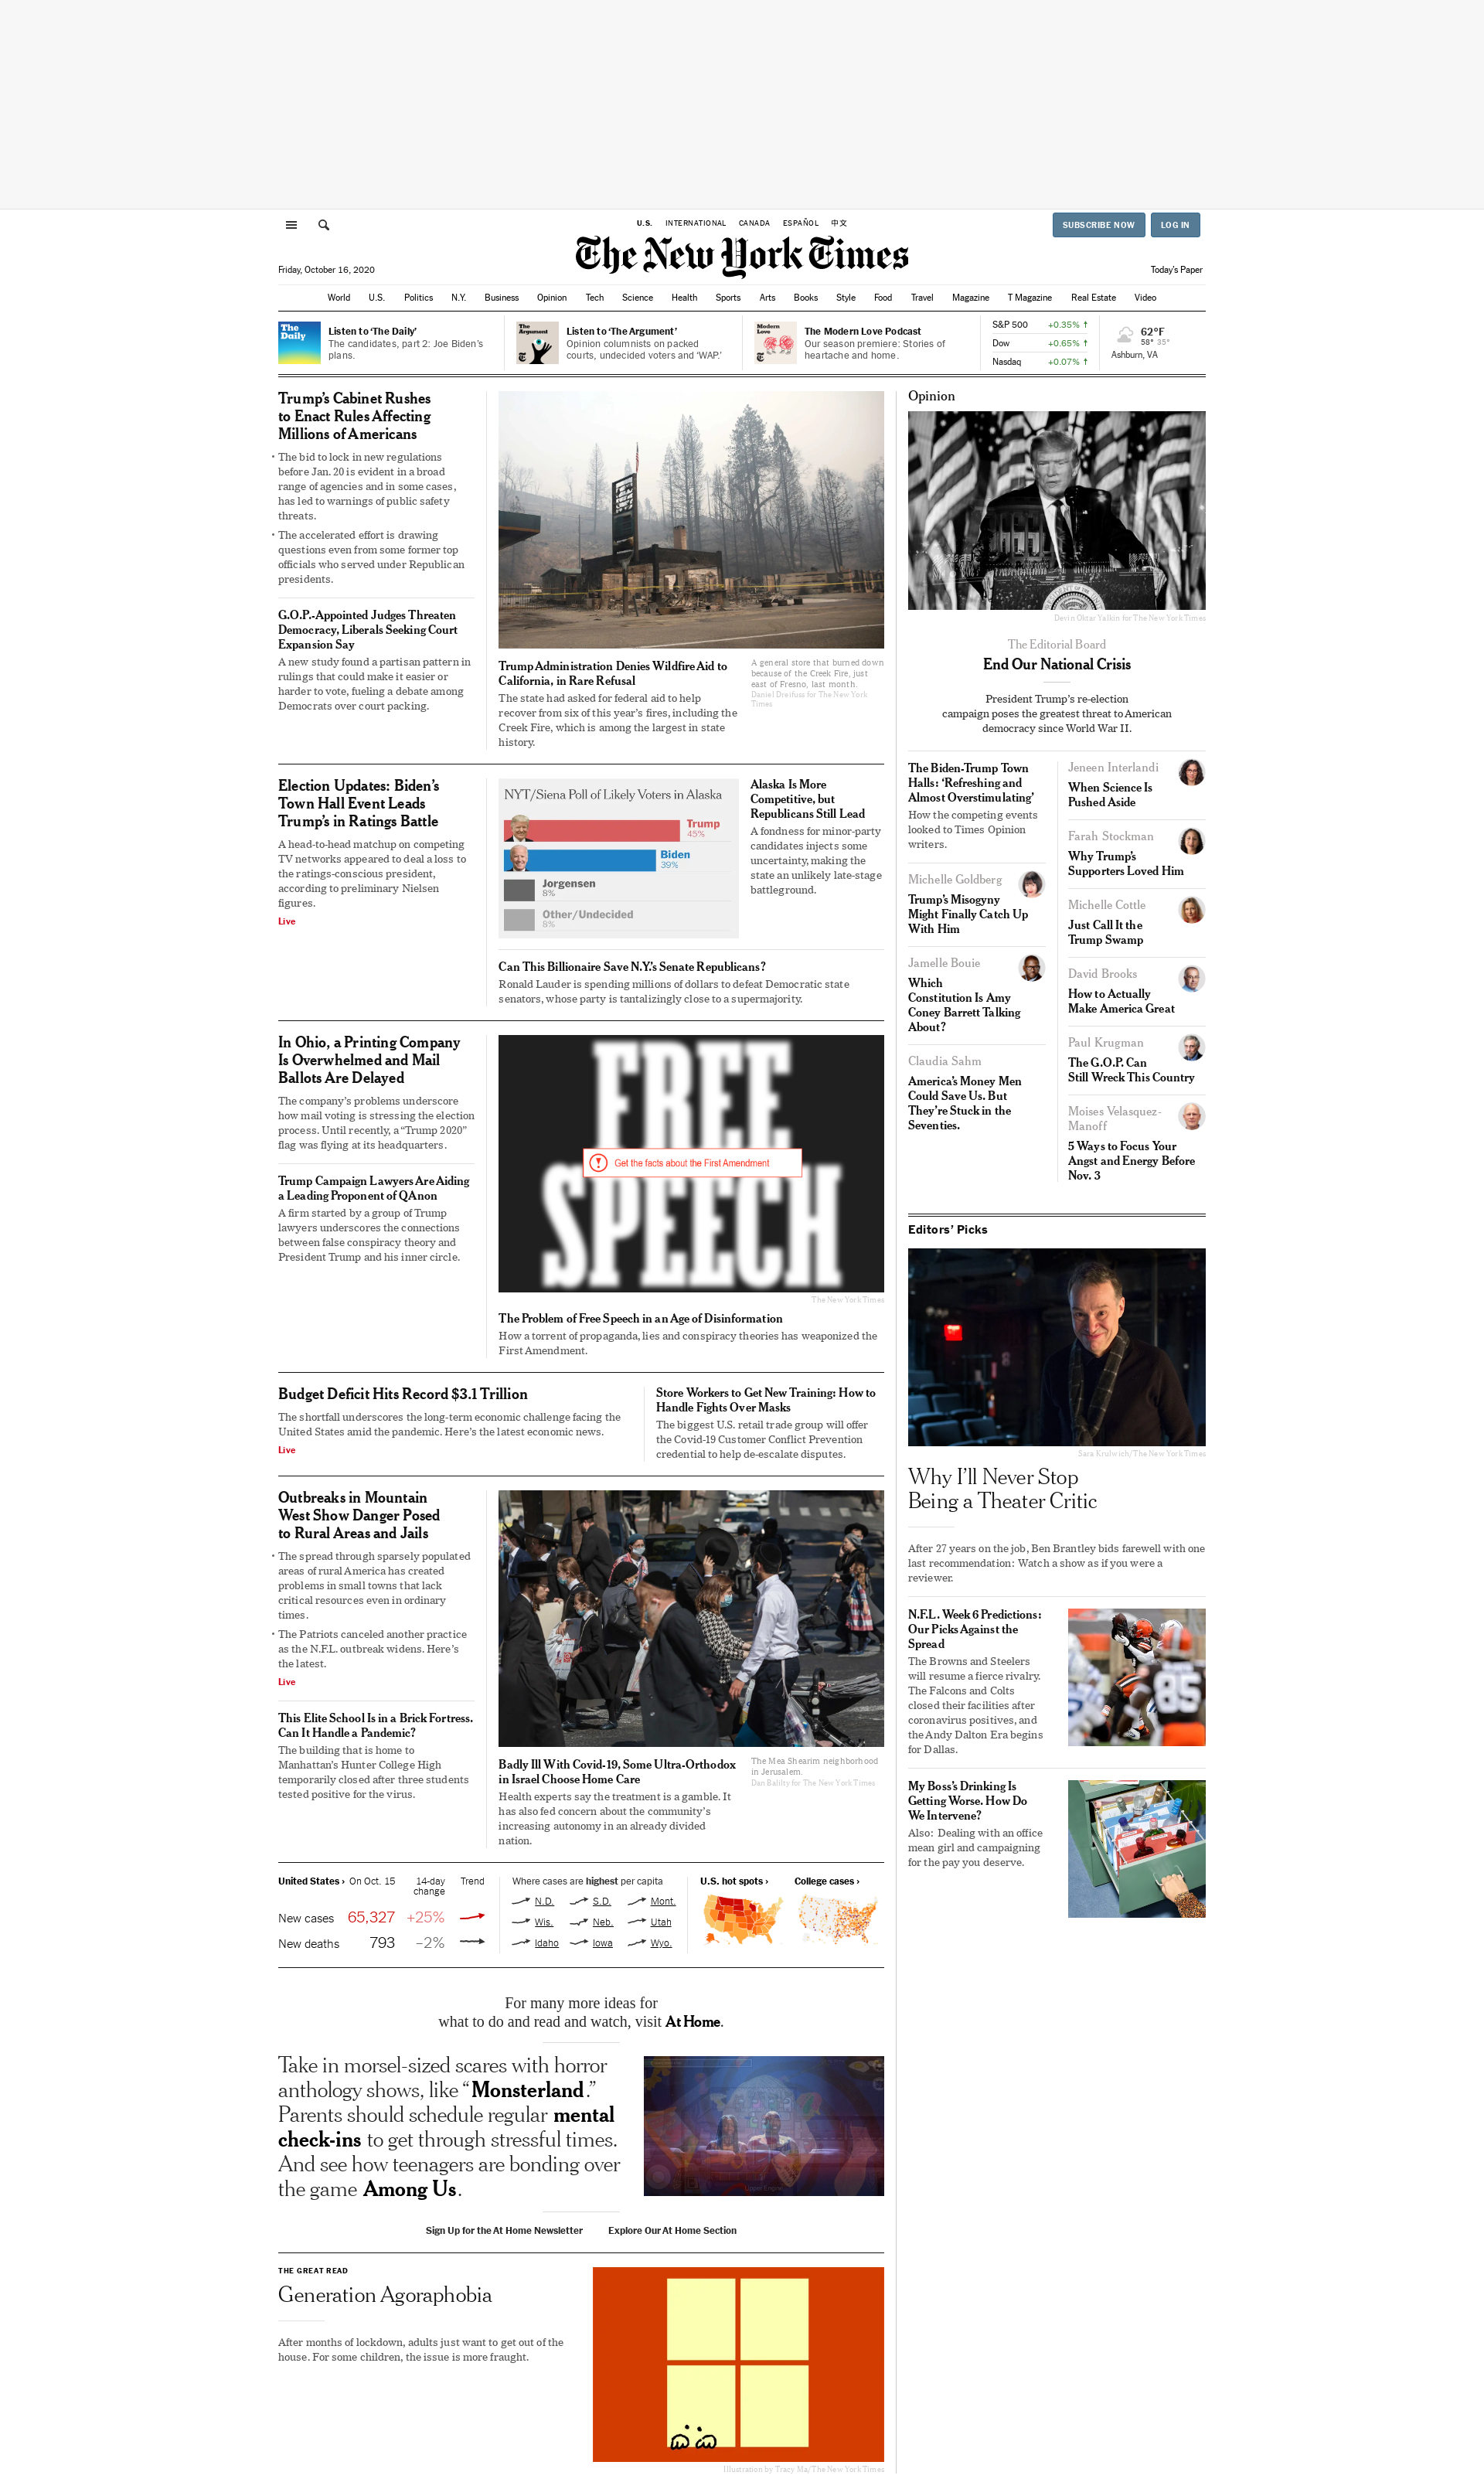 U.S. INTERNATIONAL CANADA ESPAÑOL 中文
SUBSCRIBE NOW LOG IN
The New York Times
Friday, October 16, 2020
Today's Paper
World U.S. Politics N.Y. Business Opinion Tech Science Health Sports Arts Books Style Food Travel Magazine T Magazine Real Estate Video
The Daily
Listen to ‘The Daily’
The candidates, part 2: Joe Biden’s
plans.
The Argument
Listen to ‘The Argument’
Opinion columnists on packed
courts, undecided voters and ‘WAP.’
Modern Love
The Modern Love Podcast
Our season premiere: Stories of
heartache and home.
S&P 500 +0.35% ↑
Dow +0.65% ↑
Nasdaq +0.07% ↑
62°F
58° 35°
Ashburn, VA
Trump’s Cabinet Rushes
to Enact Rules Affecting
Millions of Americans
• The bid to lock in new regulations
before Jan. 20 is evident in a broad
range of agencies and in some cases,
has led to warnings of public safety
threats.
• The accelerated effort is drawing
questions even from some former top
officials who served under Republican
presidents.
G.O.P.-Appointed Judges Threaten
Democracy, Liberals Seeking Court
Expansion Say
A new study found a partisan pattern in
rulings that could make it easier or
harder to vote, fueling a debate among
Democrats over court packing.
Trump Administration Denies Wildfire Aid to
California, in Rare Refusal
The state had asked for federal aid to help
recover from six of this year’s fires, including the
Creek Fire, which is among the largest in state
history.
A general store that burned down
because of the Creek Fire, just
east of Fresno, last month.
Daniel Dreifuss for The New York
Times
Election Updates: Biden’s
Town Hall Event Leads
Trump’s in Ratings Battle
A head-to-head matchup on competing
TV networks appeared to deal a loss to
the ratings-conscious president,
according to preliminary Nielsen
figures.
Live
NYT/Siena Poll of Likely Voters in Alaska
Trump
45%
Biden
39%
Jorgensen
8%
Other/Undecided
8%
Alaska Is More
Competitive, but
Republicans Still Lead
A fondness for minor-party
candidates injects some
uncertainty, making the
state an unlikely late-stage
battleground.
Can This Billionaire Save N.Y.’s Senate Republicans?
Ronald Lauder is spending millions of dollars to defeat Democratic state
senators, whose party is tantalizingly close to a supermajority.
In Ohio, a Printing Company
Is Overwhelmed and Mail
Ballots Are Delayed
The company’s problems underscore
how mail voting is stressing the election
process. Until recently, a “Trump 2020”
flag was flying at its headquarters.
Trump Campaign Lawyers Are Aiding
a Leading Proponent of QAnon
A firm started by a group of Trump
lawyers underscores the connections
between false conspiracy theory and
President Trump and his inner circle.
FREE
Get the facts about the First Amendment
SPEECH
The New York Times
The Problem of Free Speech in an Age of Disinformation
How a torrent of propaganda, lies and conspiracy theories has weaponized the
First Amendment.
Budget Deficit Hits Record $3.1 Trillion
The shortfall underscores the long-term economic challenge facing the
United States amid the pandemic. Here’s the latest economic news.
Live
Store Workers to Get New Training: How to
Handle Fights Over Masks
The biggest U.S. retail trade group will offer
the Covid-19 Customer Conflict Prevention
credential to help de-escalate disputes.
Outbreaks in Mountain
West Show Danger Posed
to Rural Areas and Jails
• The spread through sparsely populated
areas of rural America has created
problems in small towns that lack
critical resources even in ordinary
times.
• The Patriots canceled another practice
as the N.F.L. outbreak widens. Here’s
the latest.
Live
This Elite School Is in a Brick Fortress.
Can It Handle a Pandemic?
The building that is home to
Manhattan’s Hunter College High
temporarily closed after three students
tested positive for the virus.
Badly Ill With Covid-19, Some Ultra-Orthodox
in Israel Choose Home Care
Health experts say the treatment is a gamble. It
has also fed concern about the community’s
increasing autonomy in an already divided
nation.
The Mea Shearim neighborhood
in Jerusalem.
Dan Balilty for The New York Times
United States › On Oct. 15 14-day change Trend
New cases 65,327 +25%
New deaths 793 –2%
Where cases are highest per capita
N.D. S.D. Mont.
Wis. Neb. Utah
Idaho Iowa Wyo.
U.S. hot spots › College cases ›
For many more ideas for
what to do and read and watch, visit At Home.
Take in morsel-sized scares with horror
anthology shows, like “Monsterland.”
Parents should schedule regular mental
check-ins to get through stressful times.
And see how teenagers are bonding over
the game Among Us.
Sign Up for the At Home Newsletter Explore Our At Home Section
THE GREAT READ
Generation Agoraphobia
After months of lockdown, adults just want to get out of the
house. For some children, the issue is more fraught.
Illustration by Tracy Ma/The New York Times
Opinion
Devin Oktar Yalkin for The New York Times
The Editorial Board
End Our National Crisis
President Trump’s re-election
campaign poses the greatest threat to American
democracy since World War II.
The Biden-Trump Town
Halls: ‘Refreshing and
Almost Overstimulating’
How the competing events
looked to Times Opinion
writers.
Michelle Goldberg
Trump’s Misogyny
Might Finally Catch Up
With Him
Jamelle Bouie
Which
Constitution Is Amy
Coney Barrett Talking
About?
Claudia Sahm
America’s Money Men
Could Save Us. But
They’re Stuck in the
Seventies.
Jeneen Interlandi
When Science Is
Pushed Aside
Farah Stockman
Why Trump’s
Supporters Loved Him
Michelle Cottle
Just Call It the
Trump Swamp
David Brooks
How to Actually
Make America Great
Paul Krugman
The G.O.P. Can
Still Wreck This Country
Moises Velasquez-
Manoff
5 Ways to Focus Your
Angst and Energy Before
Nov. 3
Editors’ Picks
Sara Krulwich/The New York Times
Why I’ll Never Stop
Being a Theater Critic
After 27 years on the job, Ben Brantley bids farewell with one
last recommendation: Watch a show as if you were a
reviewer.
N.F.L. Week 6 Predictions:
Our Picks Against the
Spread
The Browns and Steelers
will resume a fierce rivalry.
The Falcons and Colts
closed their facilities after
coronavirus positives, and
the Andy Dalton Era begins
for Dallas.
85
My Boss’s Drinking Is
Getting Worse. How Do
We Intervene?
Also: Dealing with an office
mean girl and campaigning
for the pay you deserve.